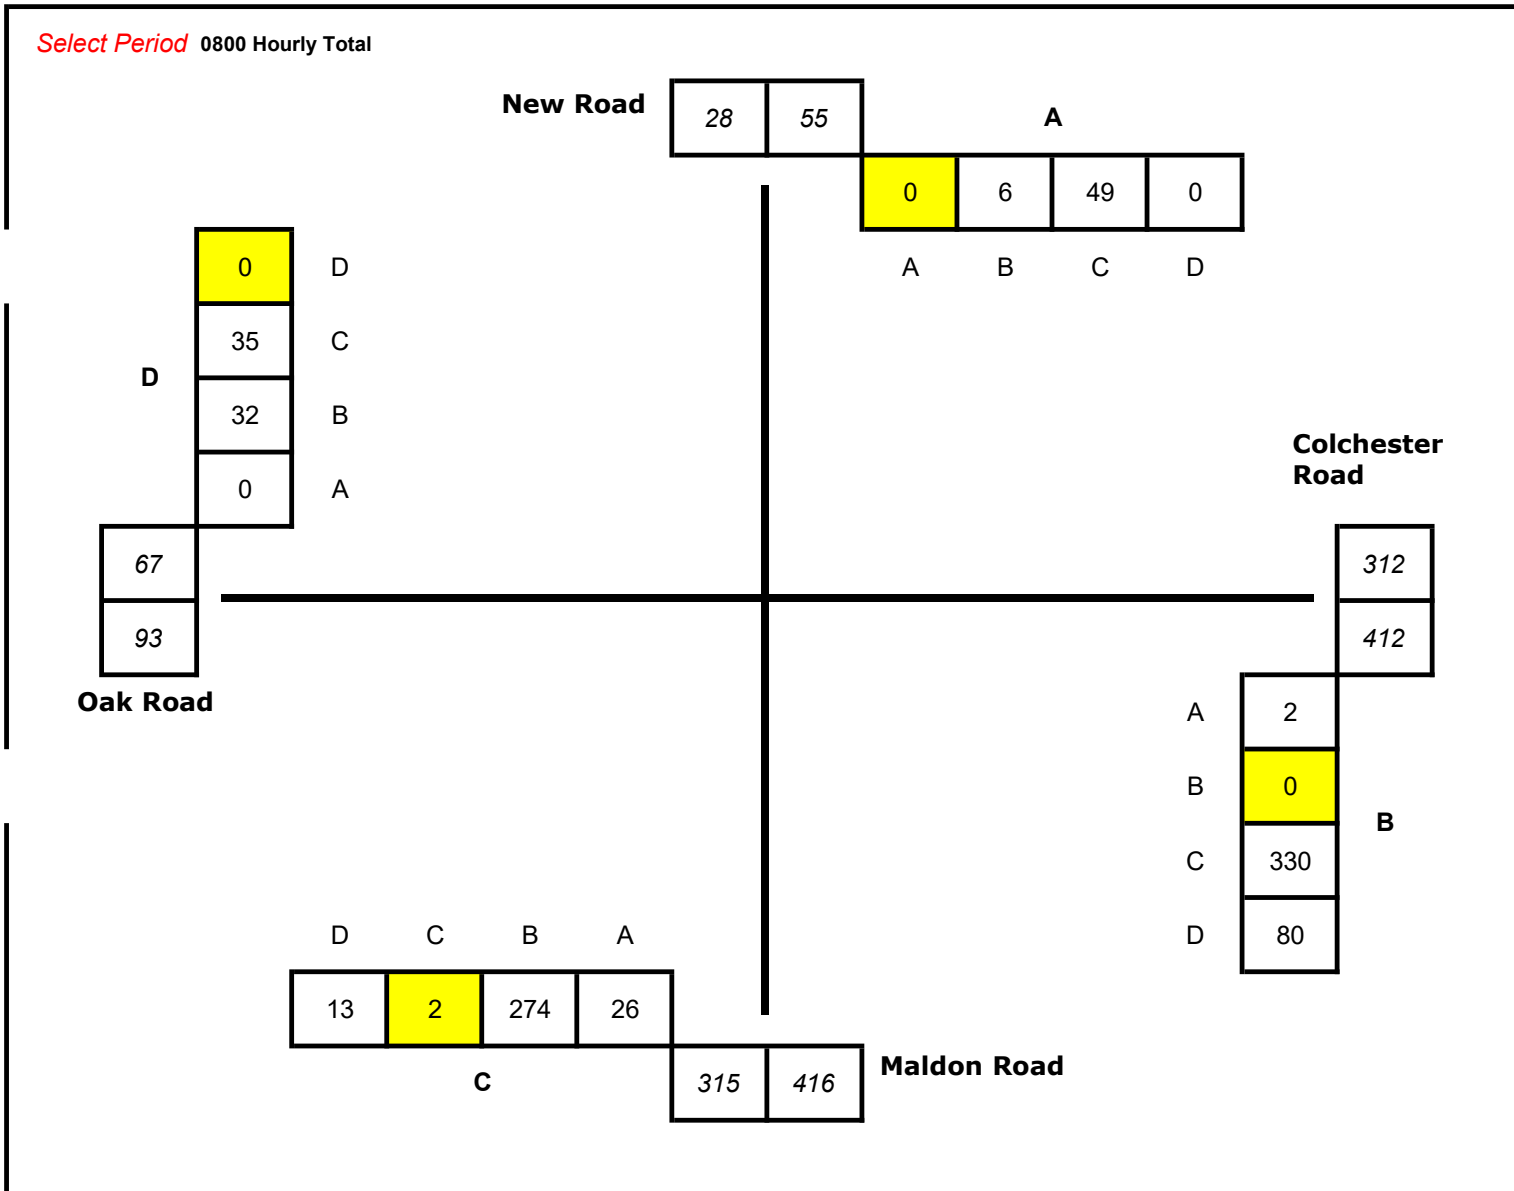 Select Period 0800 Hourly Total
New Road
28 55
A
0 6 49 0
A B C D
0 D
35 C
D
32 B
0 A
Colchester
Road
67
93
Oak Road
312
412
A 2
B 0
B
C 330
D 80
D C B A
13 2 274 26
C
315 416
Maldon Road